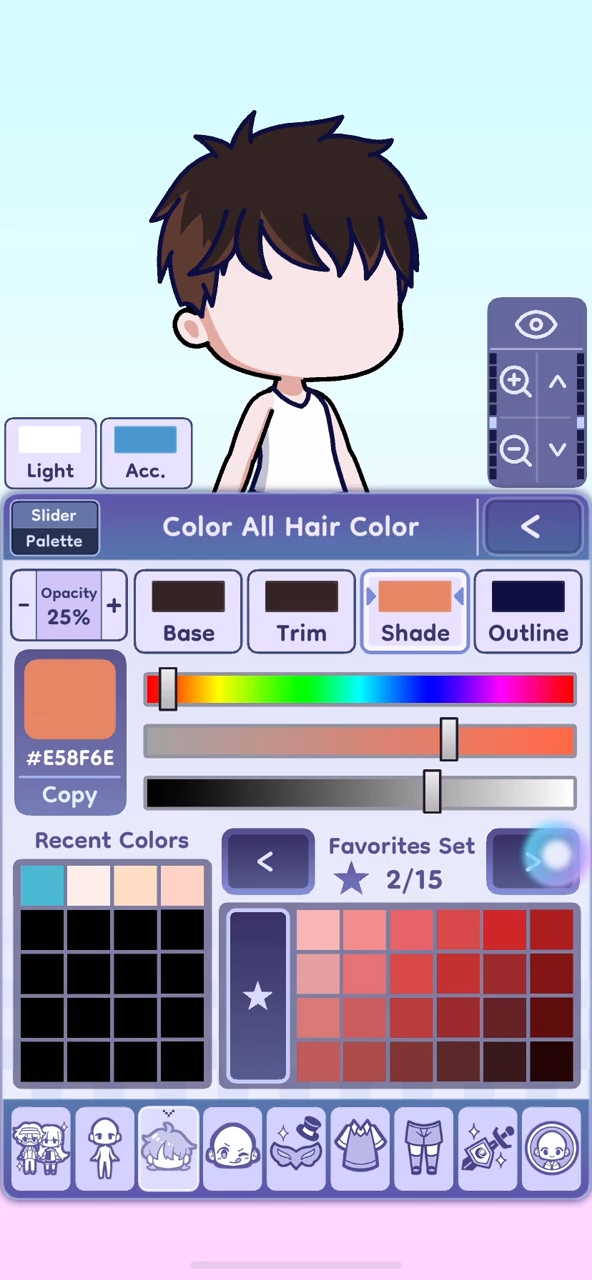 Light
Acc.
Slider
Palette
Color All Hair Color
<
Opacity
- 25% +
Base
Trim
Shade
Outline
#E58F6E
Copy
Recent Colors
<
Favorites Set
2/15
>